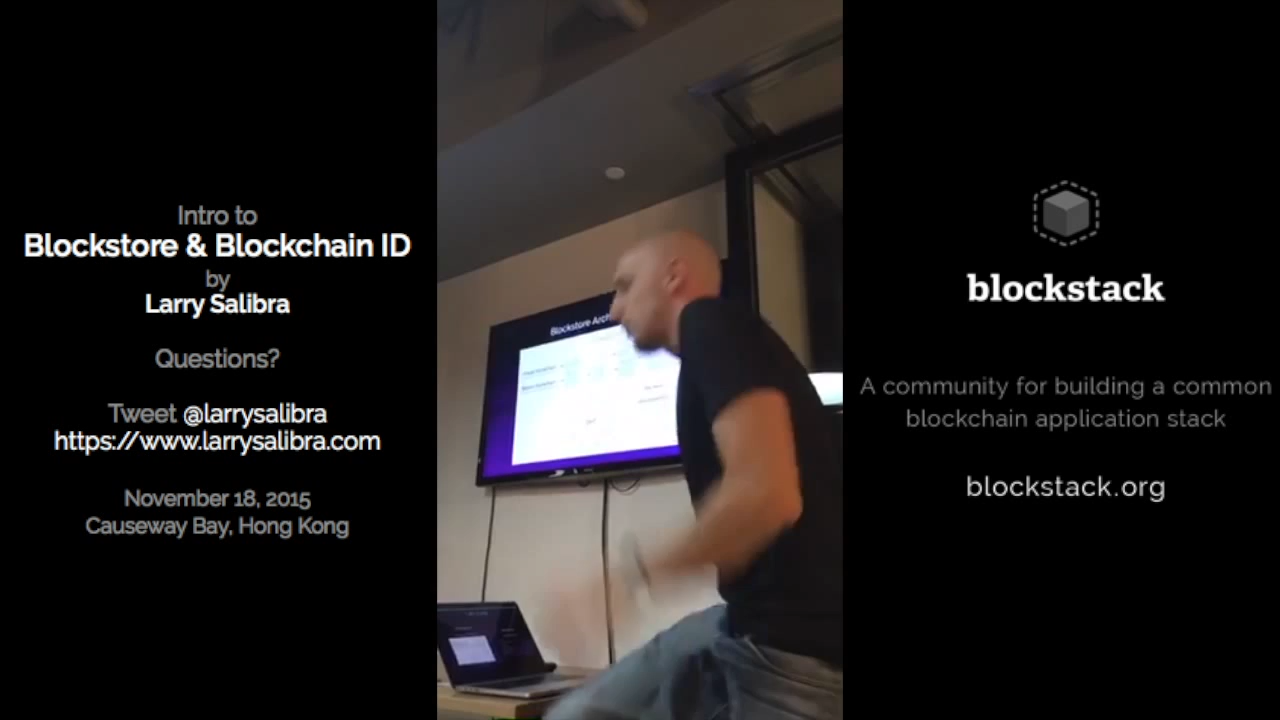 Intro to
Blockstore & Blockchain ID
by
Larry Salibra
Questions?
Tweet @larrysalibra
https://www.larrysalibra.com
November 18, 2015
Causeway Bay, Hong Kong
Blockstore
blockstack
A community for building a common
blockchain application stack
blockstack.org